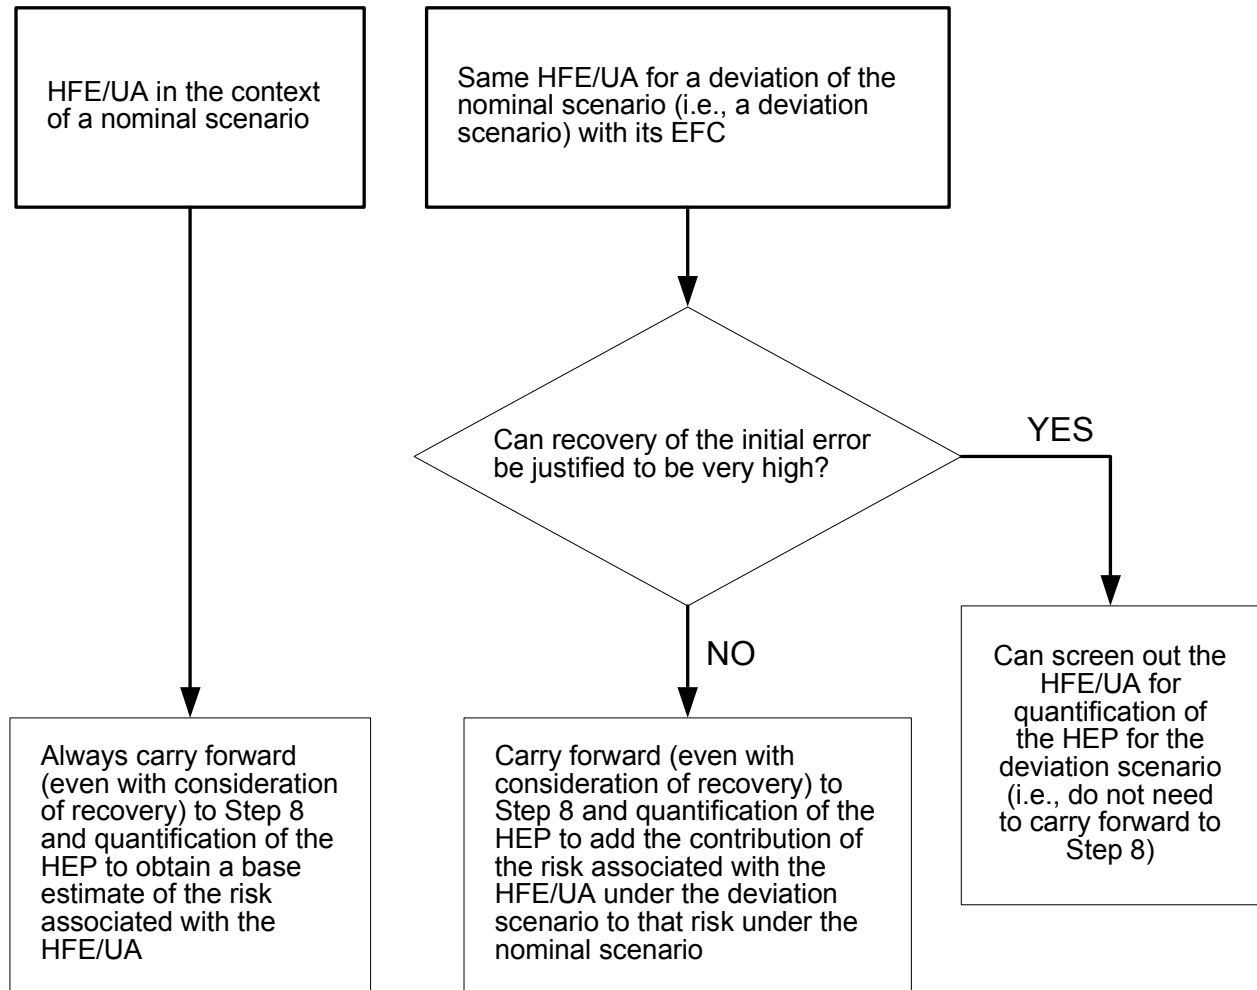 HFE/UA in the context
of a nominal scenario
Same HFE/UA for a deviation of the
nominal scenario (i.e., a deviation
scenario) with its EFC
Can recovery of the initial error
be justified to be very high?
YES
NO
Always carry forward
(even with consideration
of recovery) to Step 8
and quantification of the
HEP to obtain a base
estimate of the risk
associated with the
HFE/UA
Carry forward (even with
consideration of recovery) to
Step 8 and quantification of the
HEP to add the contribution of
the risk associated with the
HFE/UA under the deviation
scenario to that risk under the
nominal scenario
Can screen out the
HFE/UA for
quantification of
the HEP for the
deviation scenario
(i.e., do not need
to carry forward to
Step 8)